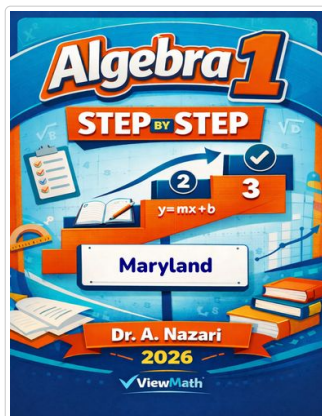 Algebra 1
STEP BY STEP
2
3
y=mx+b
Maryland
Dr. A. Nazari
2026
ViewMath